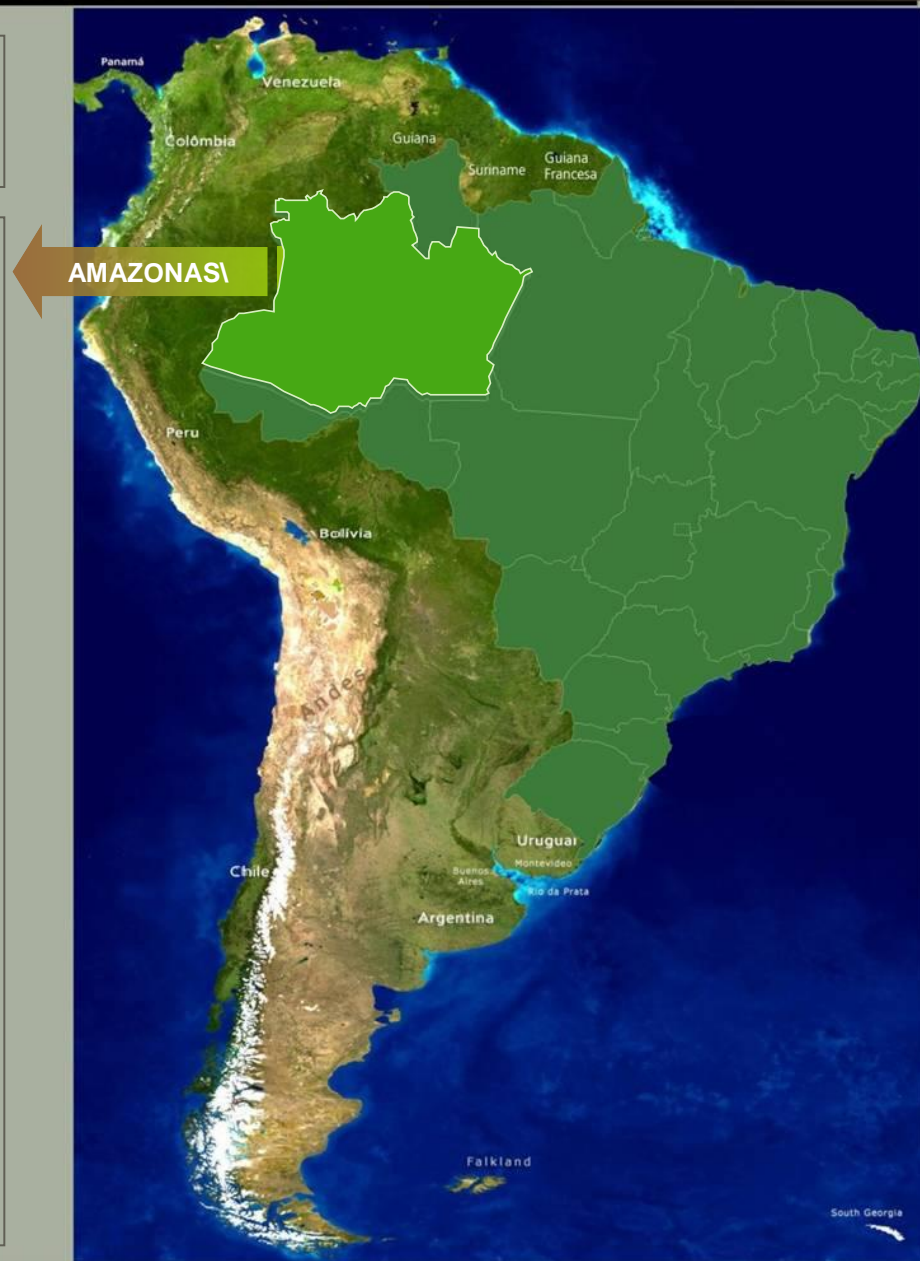 Panamá
Venezuela
Colômbia
Guiana
Suriname
Guiana
Francesa
AMAZONAS\
Peru
Bolívia
Andes
Uruguai
Montevideo
Buenos
Aires
Rio da Prata
Chile
Argentina
Falkland
South Georgia